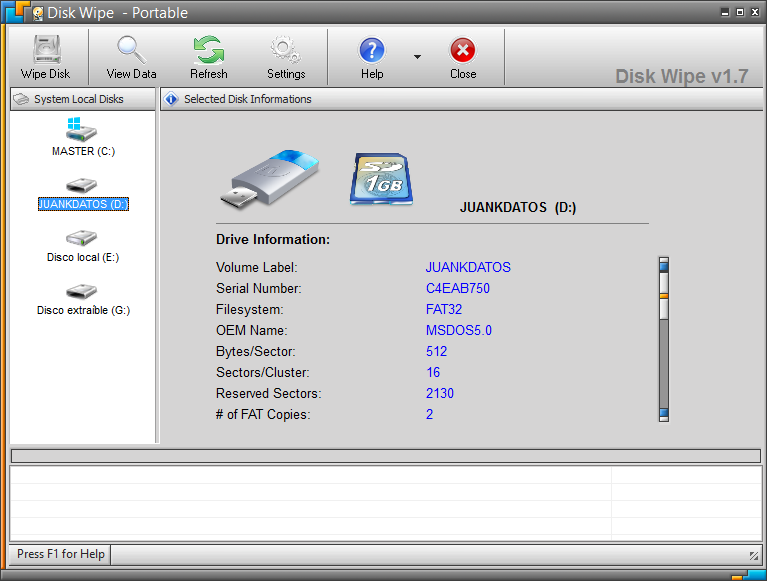 Disk Wipe  - Portable
Wipe Disk
View Data
Refresh
Settings
Help
Close
Disk Wipe v1.7
System Local Disks
Selected Disk Informations
MASTER (C:)
JUANKDATOS (D:)
Disco local (E:)
Disco extraíble (G:)
SD
1GB
JUANKDATOS  (D:)
Drive Information:
Volume Label: JUANKDATOS
Serial Number: C4EAB750
Filesystem: FAT32
OEM Name: MSDOS5.0
Bytes/Sector: 512
Sectors/Cluster: 16
Reserved Sectors: 2130
# of FAT Copies: 2
Press F1 for Help